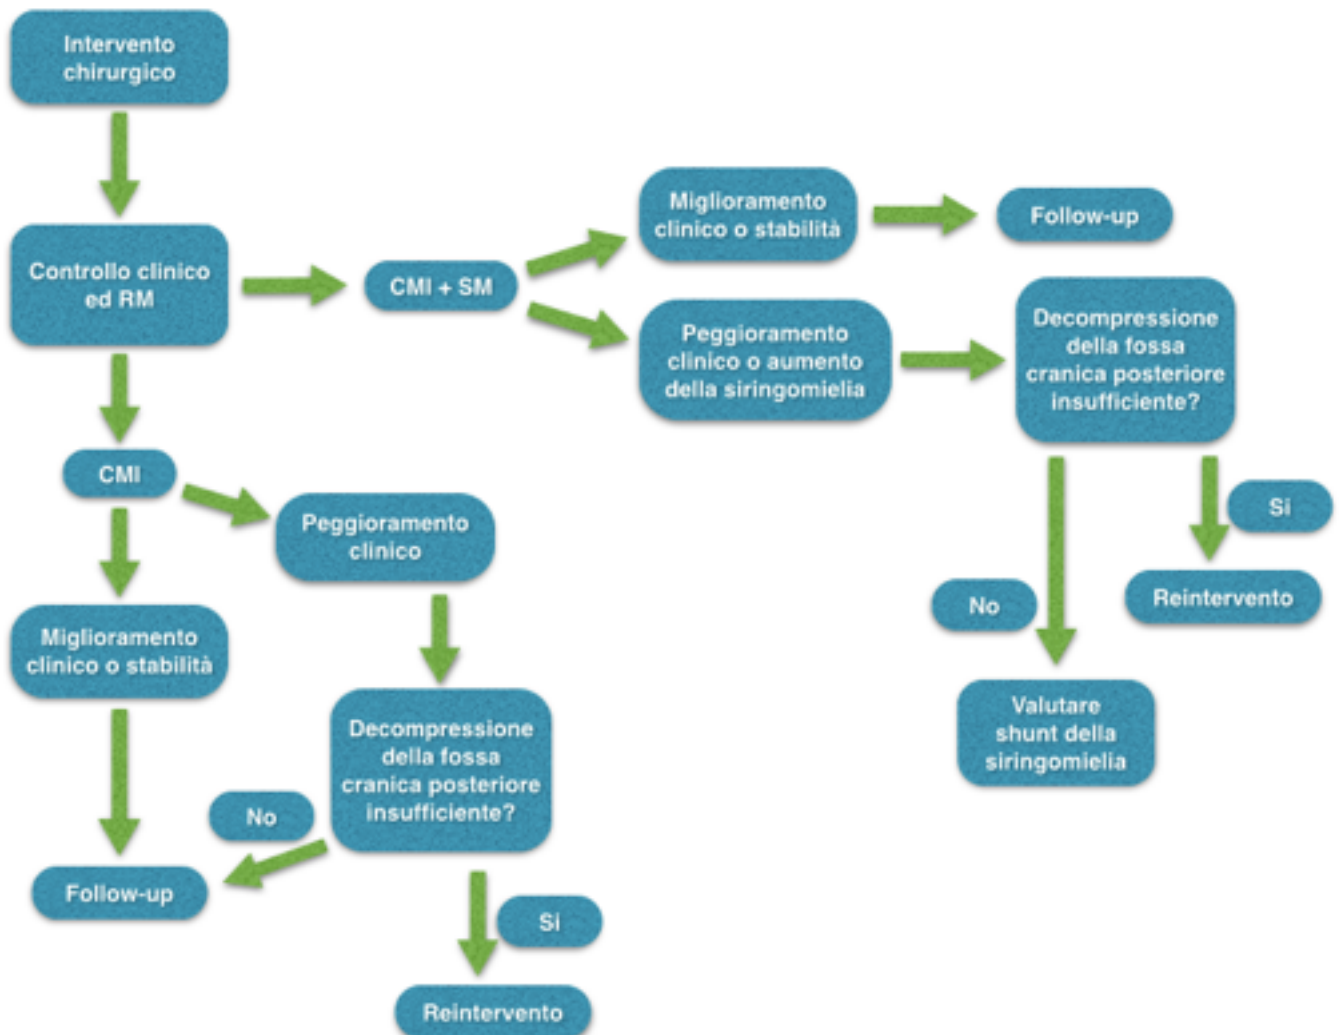 Intervento
chirurgico
Controllo clinico
ed RM
CMI + SM
Miglioramento
clinico o stabilità
Follow-up
Peggioramento
clinico o aumento
della siringomielia
Decompressione
della fossa
cranica posteriore
insufficiente?
Si
Reintervento
No
Valutare
shunt della
siringomielia
CMI
Peggioramento
clinico
Miglioramento
clinico o stabilità
Decompressione
della fossa
cranica posteriore
insufficiente?
No
Follow-up
Si
Reintervento